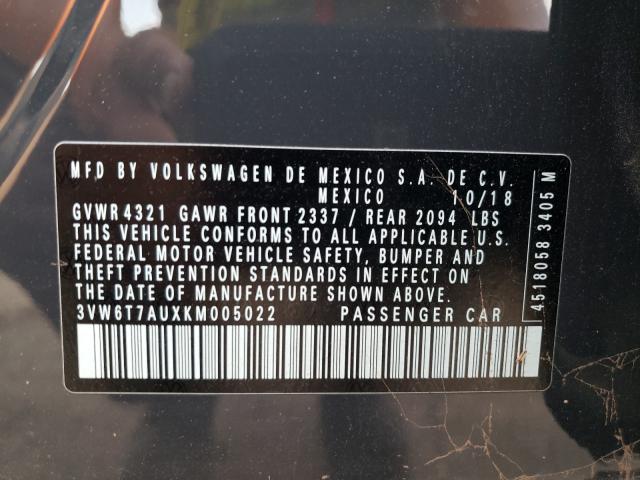 MFD BY VOLKSWAGEN DE MEXICO S.A. DE C.V.
MEXICO 10/18
GVWR 4321 GAWR FRONT 2337 / REAR 2094 LBS
THIS VEHICLE CONFORMS TO ALL APPLICABLE U.S.
FEDERAL MOTOR VEHICLE SAFETY, BUMPER AND
THEFT PREVENTION STANDARDS IN EFFECT ON
THE DATE OF MANUFACTURE SHOWN ABOVE.
3VW6T7AUXKM005022 PASSENGER CAR
4518058 3405M